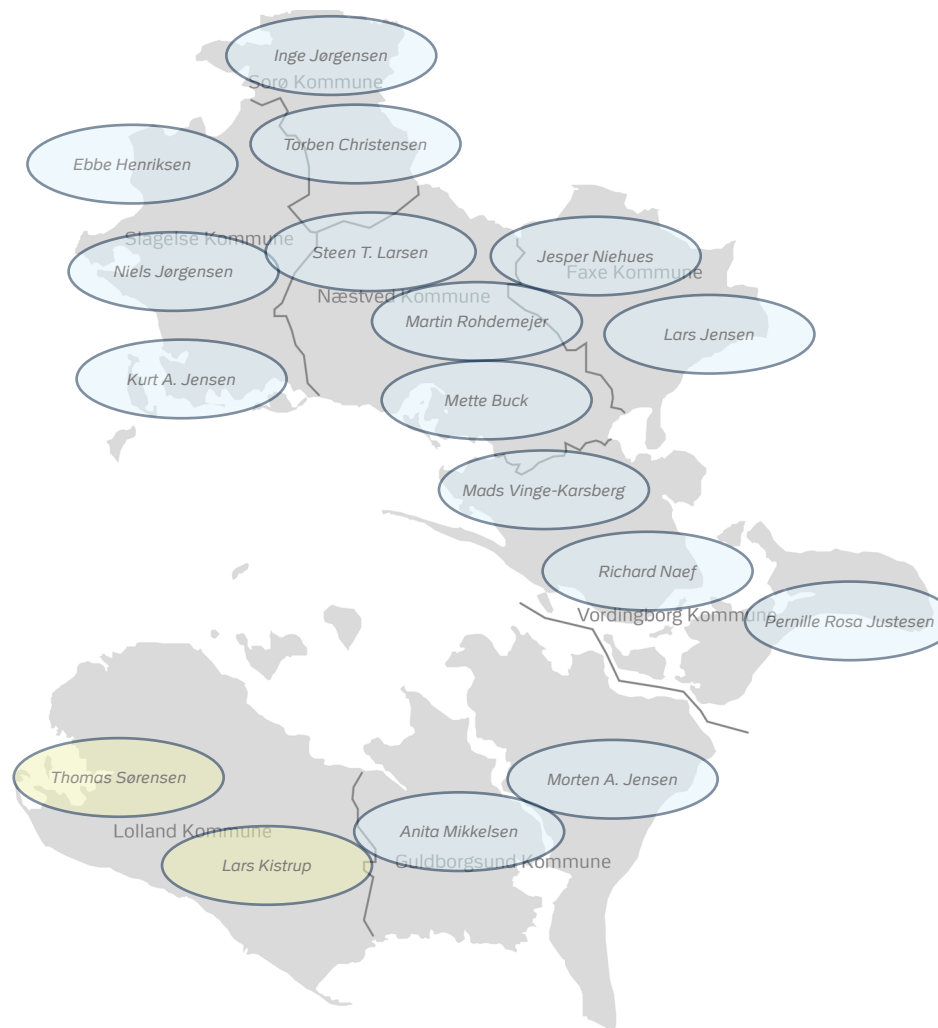 Inge Jørgensen
Sorø Kommune
Torben Christensen
Ebbe Henriksen
Slagelse Kommune
Steen T. Larsen
Jesper Niehues
Niels Jørgensen
Faxe Kommune
Næstved Kommune
Martin Rohdemejer
Lars Jensen
Kurt A. Jensen
Mette Buck
Mads Vinge-Karsberg
Richard Naef
Vordingborg Kommune
Pernille Rosa Justesen
Thomas Sørensen
Morten A. Jensen
Lolland Kommune
Anita Mikkelsen
Guldborgsund Kommune
Lars Kistrup